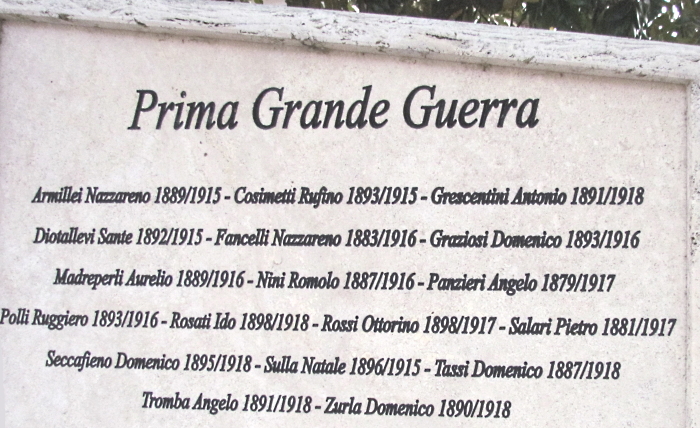 Prima Grande Guerra
Armillei Nazzareno 1889/1915 - Cosimetti Rufino 1893/1915 - Grescentini Antonio 1891/1918
Diotallevi Sante 1892/1915 - Fancelli Nazzareno 1883/1916 - Graziosi Domenico 1893/1916
Madreperli Aurelio 1889/1916 - Nini Romolo 1887/1916 - Panzieri Angelo 1879/1917
Polli Ruggiero 1893/1916 - Rosati Ido 1898/1918 - Rossi Ottorino 1898/1917 - Salari Pietro 1881/1917
Seccafieno Domenico 1895/1918 - Sulla Natale 1896/1915 - Tassi Domenico 1887/1918
Tromba Angelo 1891/1918 - Zurla Domenico 1890/1918